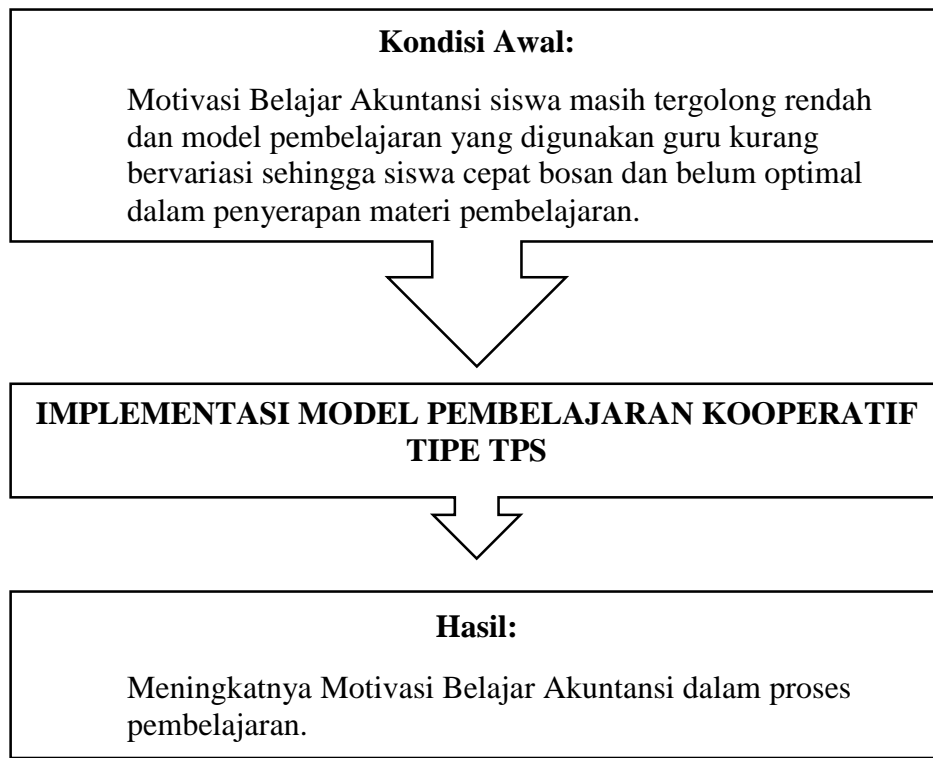 Kondisi Awal:
Motivasi Belajar Akuntansi siswa masih tergolong rendah
dan model pembelajaran yang digunakan guru kurang
bervariasi sehingga siswa cepat bosan dan belum optimal
dalam penyerapan materi pembelajaran.
IMPLEMENTASI MODEL PEMBELAJARAN KOOPERATIF
TIPE TPS
Hasil:
Meningkatnya Motivasi Belajar Akuntansi dalam proses
pembelajaran.